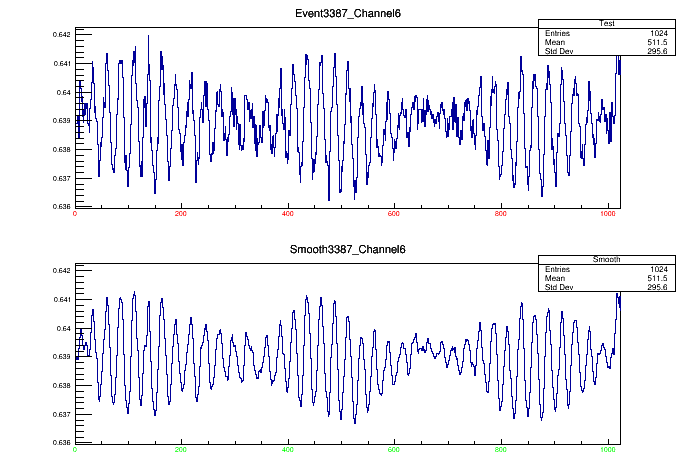 Event3387_Channel6
Test
Entries 1024
Mean 511.5
Std Dev 295.6
0.642
0.641
0.64
0.639
0.638
0.637
0.636
0 200 400 600 800 1000
Smooth3387_Channel6
Smooth
Entries 1024
Mean 511.5
Std Dev 295.6
0.642
0.641
0.64
0.639
0.638
0.637
0.636
0 200 400 600 800 1000